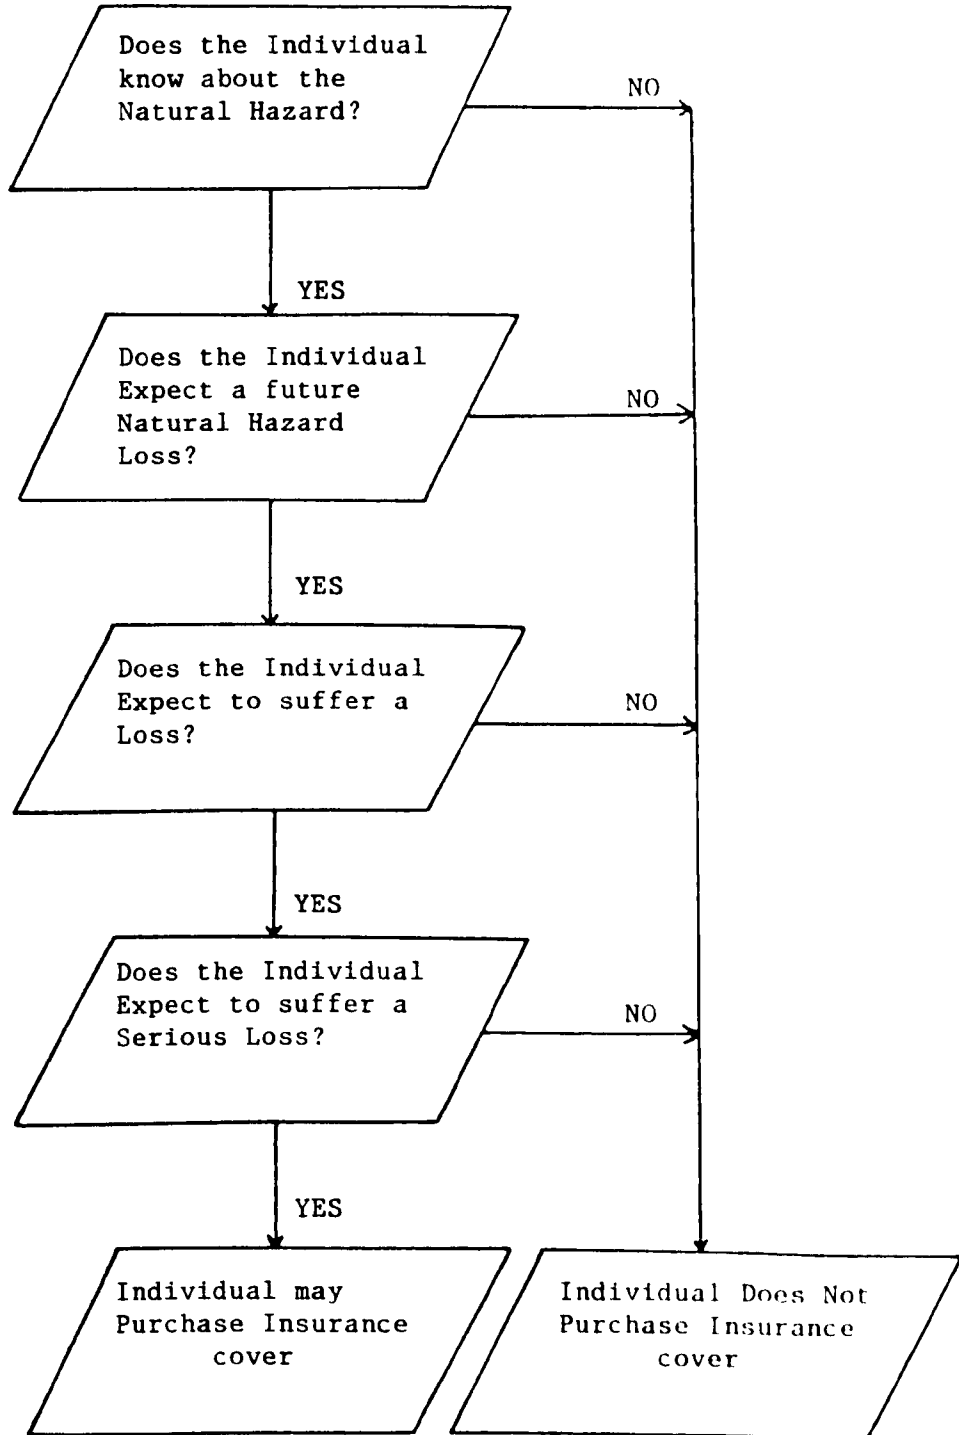 Does the Individual
know about the
Natural Hazard?
NO
YES
Does the Individual
Expect a future
Natural Hazard
Loss?
NO
YES
Does the Individual
Expect to suffer a
Loss?
NO
YES
Does the Individual
Expect to suffer a
Serious Loss?
NO
YES
Individual may
Purchase Insurance
cover
Individual Does Not
Purchase Insurance
cover